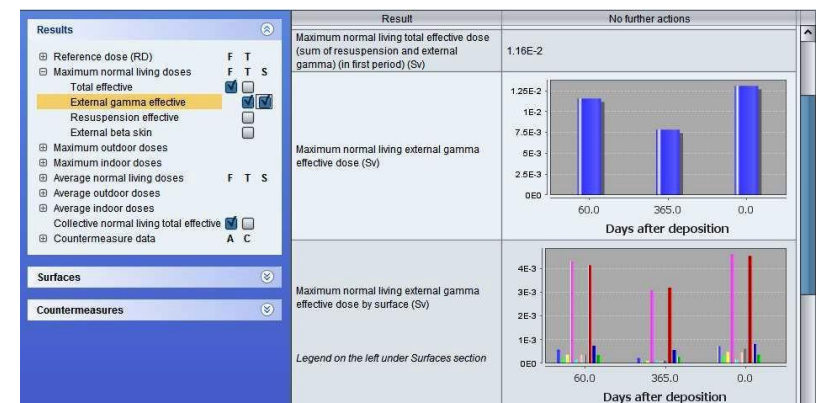 Results
Reference dose (RD) F T
Maximum normal living doses F T S
Total effective
External gamma effective
Resuspension effective
External beta skin
Maximum outdoor doses
Maximum indoor doses
Average normal living doses F T S
Average outdoor doses
Average indoor doses
Collective normal living total effective
Countermeasure data A C
Surfaces
Countermeasures
Result No further actions
Maximum normal living total effective dose
(sum of resuspension and external
gamma) (in first period) (Sv)
1.16E-2
Maximum normal living external gamma
effective dose (Sv)
1.25E-2
1E-2
7.5E-3
5E-3
2.5E-3
0E0
60.0 365.0 0.0
Days after deposition
Maximum normal living external gamma
effective dose by surface (Sv)
Legend on the left under Surfaces section
4E-3
3E-3
2E-3
1E-3
0E0
60.0 365.0 0.0
Days after deposition